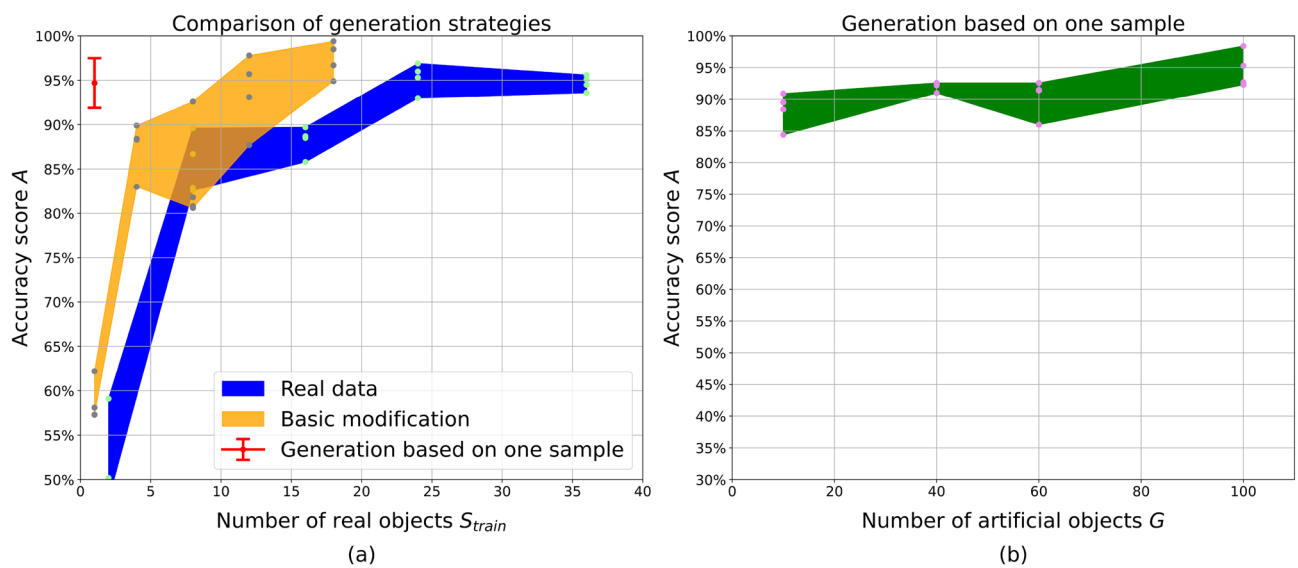 Comparison of generation strategies
100%
95%
90%
85%
80%
75%
70%
65%
60%
55%
50%
Accuracy score A
Real data
Basic modification
Generation based on one sample
0 5 10 15 20 25 30 35 40
Number of real objects S_train
(a)
Generation based on one sample
100%
95%
90%
85%
80%
75%
70%
65%
60%
55%
50%
45%
40%
35%
30%
Accuracy score A
0 20 40 60 80 100
Number of artificial objects G
(b)